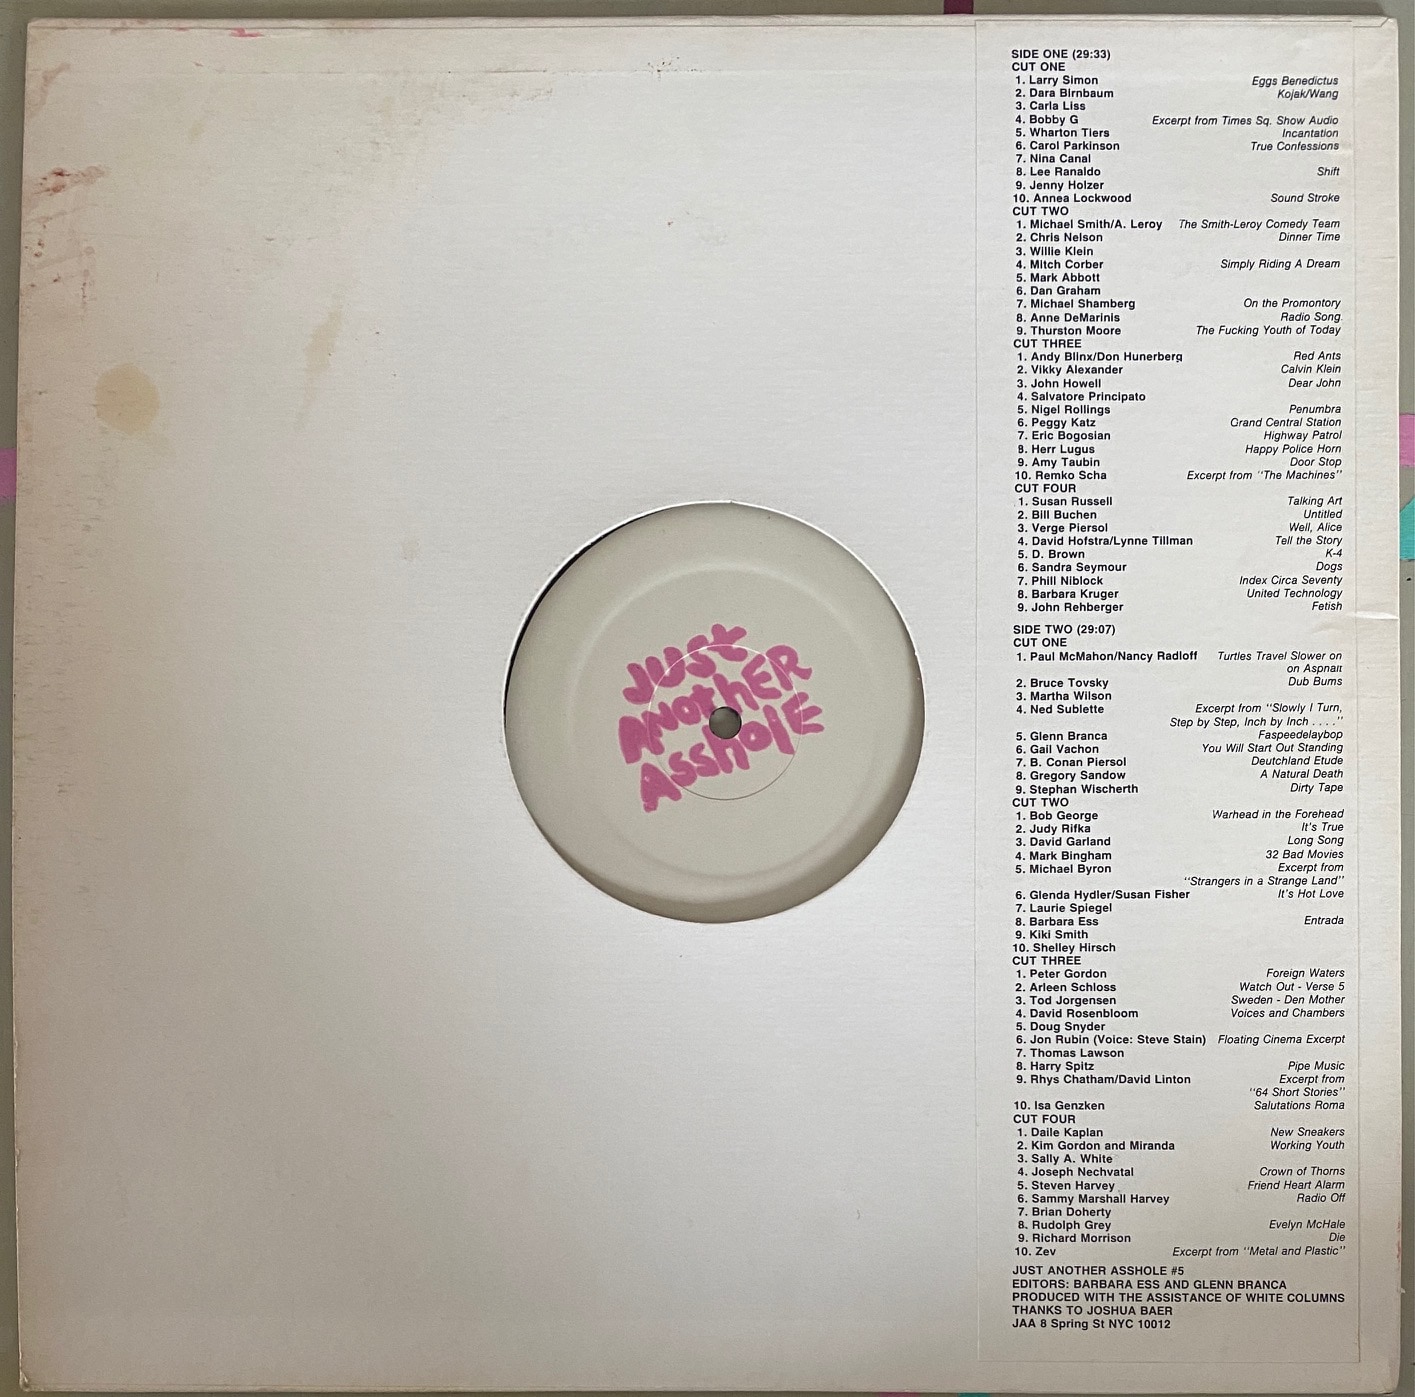 JUST
ANOTHER
ASSHOLE
SIDE ONE (29:33)
CUT ONE
1. Larry Simon Eggs Benedictus
2. Dara Birnbaum Kojak/Wang
3. Carla Liss
4. Bobby G Excerpt from Times Sq. Show Audio
5. Wharton Tiers Incantation
6. Carol Parkinson True Confessions
7. Nina Canal
8. Lee Ranaldo Shift
9. Jenny Holzer
10. Annea Lockwood Sound Stroke
CUT TWO
1. Michael Smith/A. Leroy The Smith-Leroy Comedy Team
2. Chris Nelson Dinner Time
3. Willie Klein
4. Mitch Corber Simply Riding A Dream
5. Mark Abbott
6. Dan Graham
7. Michael Shamberg On the Promontory
8. Anne DeMarinis Radio Song
9. Thurston Moore The Fucking Youth of Today
CUT THREE
1. Andy Blinx/Don Hunerberg Red Ants
2. Vikky Alexander Calvin Klein
3. John Howell Dear John
4. Salvatore Principato
5. Nigel Rollings Penumbra
6. Peggy Katz Grand Central Station
7. Eric Bogosian Highway Patrol
8. Herr Lugus Happy Police Horn
9. Amy Taubin Door Stop
10. Remko Scha Excerpt from "The Machines"
CUT FOUR
1. Susan Russell Talking Art
2. Bill Buchen Untitled
3. Verge Piersol Well, Alice
4. David Hofstra/Lynne Tillman Tell the Story
5. D. Brown K-4
6. Sandra Seymour Dogs
7. Phill Niblock Index Circa Seventy
8. Barbara Kruger United Technology
9. John Rehberger Fetish
SIDE TWO (29:07)
CUT ONE
1. Paul McMahon/Nancy Radloff Turtles Travel Slower on
on Asphalt
2. Bruce Tovsky Dub Bums
3. Martha Wilson
4. Ned Sublette Excerpt from "Slowly I Turn,
Step by Step, Inch by Inch . . . ."
5. Glenn Branca Faspeedelaybop
6. Gail Vachon You Will Start Out Standing
7. B. Conan Piersol Deutchland Etude
8. Gregory Sandow A Natural Death
9. Stephan Wischerth Dirty Tape
CUT TWO
1. Bob George Warhead in the Forehead
2. Judy Rifka It's True
3. David Garland Long Song
4. Mark Bingham 32 Bad Movies
5. Michael Byron Excerpt from
"Strangers in a Strange Land"
6. Glenda Hydler/Susan Fisher It's Hot Love
7. Laurie Spiegel
8. Barbara Ess Entrada
9. Kiki Smith
10. Shelley Hirsch
CUT THREE
1. Peter Gordon Foreign Waters
2. Arleen Schloss Watch Out - Verse 5
3. Tod Jorgensen Sweden - Den Mother
4. David Rosenbloom Voices and Chambers
5. Doug Snyder
6. Jon Rubin (Voice: Steve Stain) Floating Cinema Excerpt
7. Thomas Lawson
8. Harry Spitz Pipe Music
9. Rhys Chatham/David Linton Excerpt from
"64 Short Stories"
10. Isa Genzken Salutations Roma
CUT FOUR
1. Daile Kaplan New Sneakers
2. Kim Gordon and Miranda Working Youth
3. Sally A. White
4. Joseph Nechvatal Crown of Thorns
5. Steven Harvey Friend Heart Alarm
6. Sammy Marshall Harvey Radio Off
7. Brian Doherty
8. Rudolph Grey Evelyn McHale
9. Richard Morrison Die
10. Zev Excerpt from "Metal and Plastic"
JUST ANOTHER ASSHOLE #5
EDITORS: BARBARA ESS AND GLENN BRANCA
PRODUCED WITH THE ASSISTANCE OF WHITE COLUMNS
THANKS TO JOSHUA BAER
JAA 8 Spring St NYC 10012